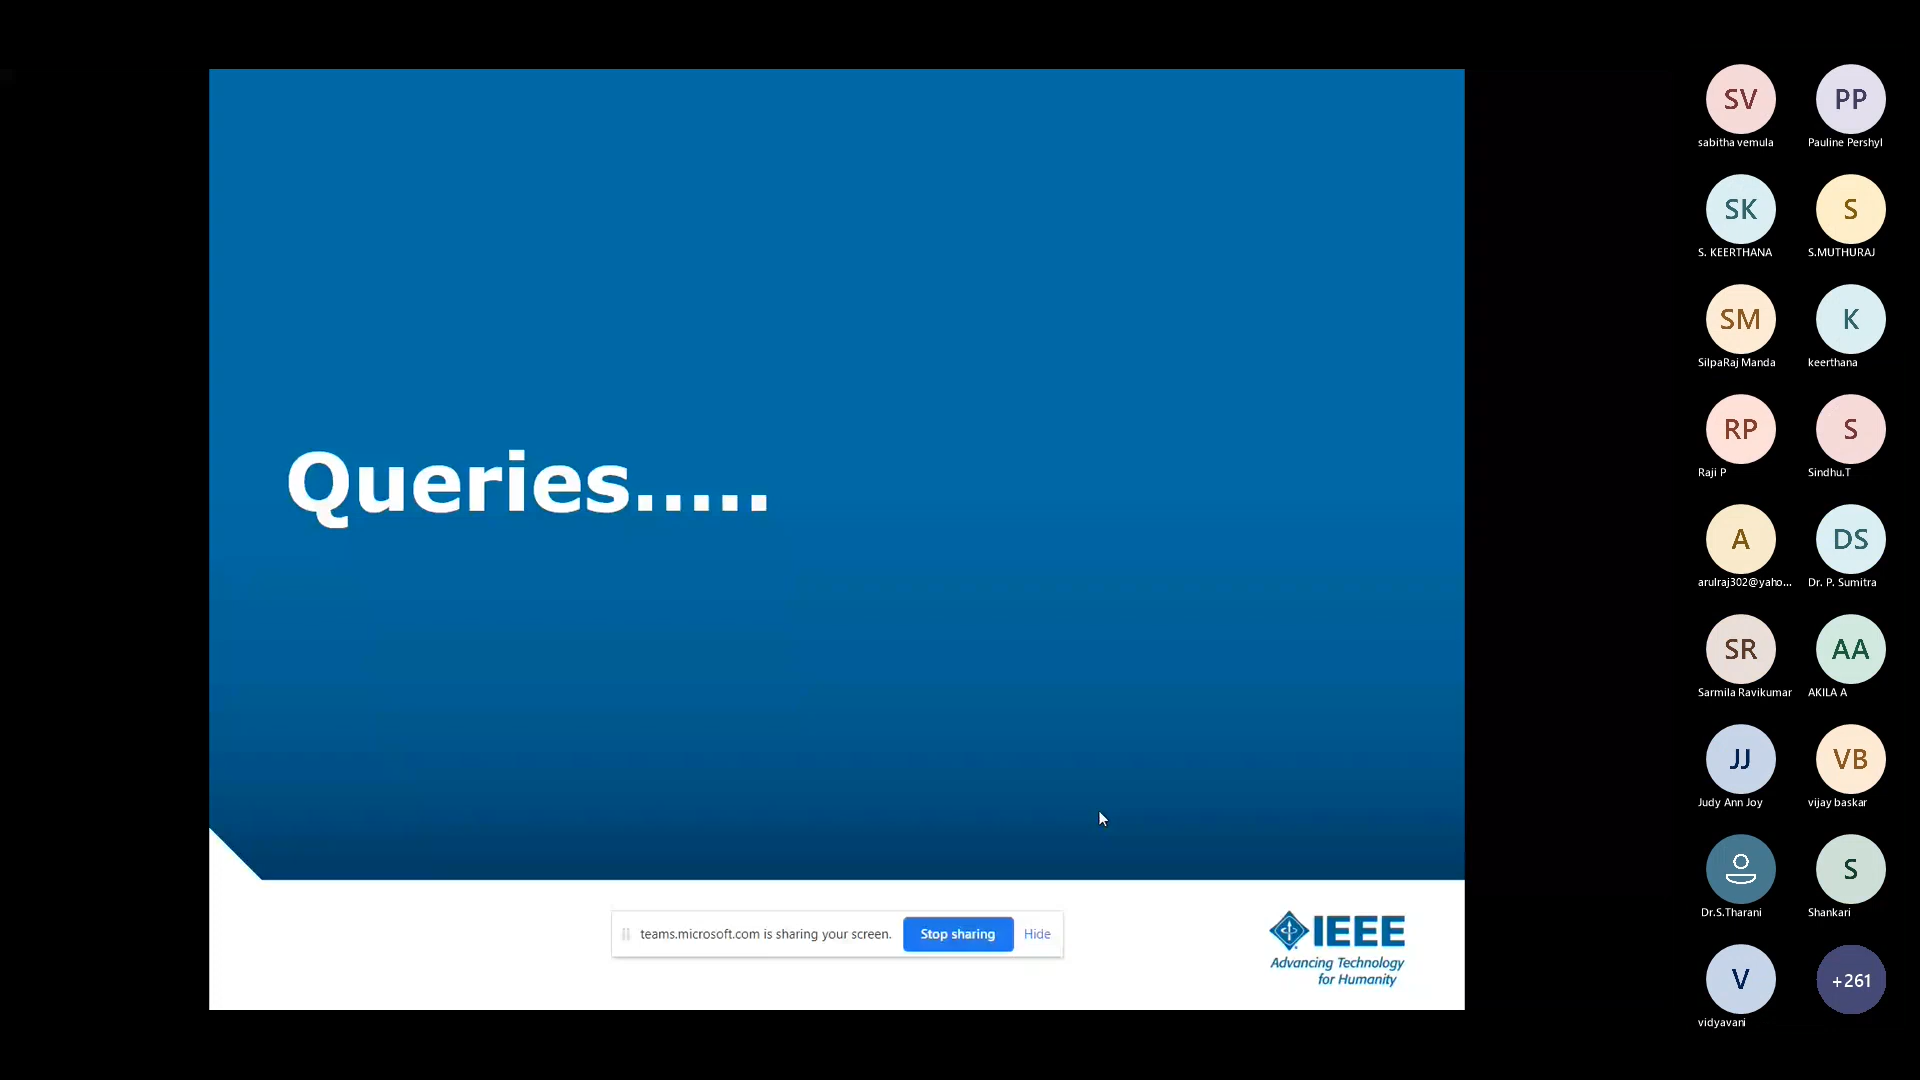 Queries.....
teams.microsoft.com is sharing your screen.
Stop sharing
Hide
IEEE
Advancing Technology
for Humanity
SV
sabitha vemula
PP
Pauline Pershyl
SK
S. KEERTHANA
S
S.MUTHURAJ
SM
SilpaRaj Manda
K
keerthana
RP
Raji P
S
Sindhu.T
A
arulraj302@yaho...
DS
Dr. P. Sumitra
SR
Sarmila Ravikumar
AA
AKILA A
JJ
Judy Ann Joy
VB
vijay baskar
Dr.S.Tharani
S
Shankari
V
vidyavani
+261